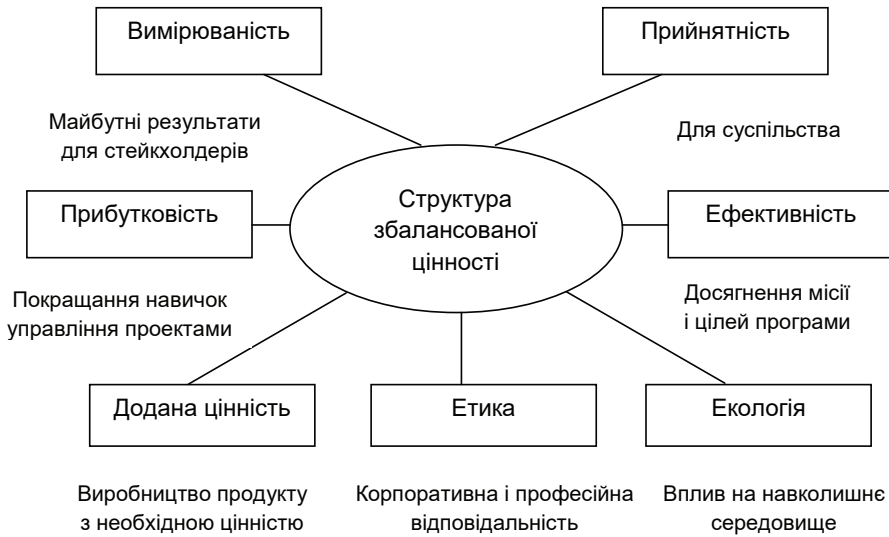 Вимірюваність
Прийнятність
Майбутні результати
для стейкхолдерів
Для суспільства
Структура
збалансованої
цінності
Прибутковість
Ефективність
Покращання навичок
управління проектами
Досягнення місії
і цілей програми
Додана цінність
Етика
Екологія
Виробництво продукту
з необхідною цінністю
Корпоративна і професійна
відповідальність
Вплив на навколишнє
середовище